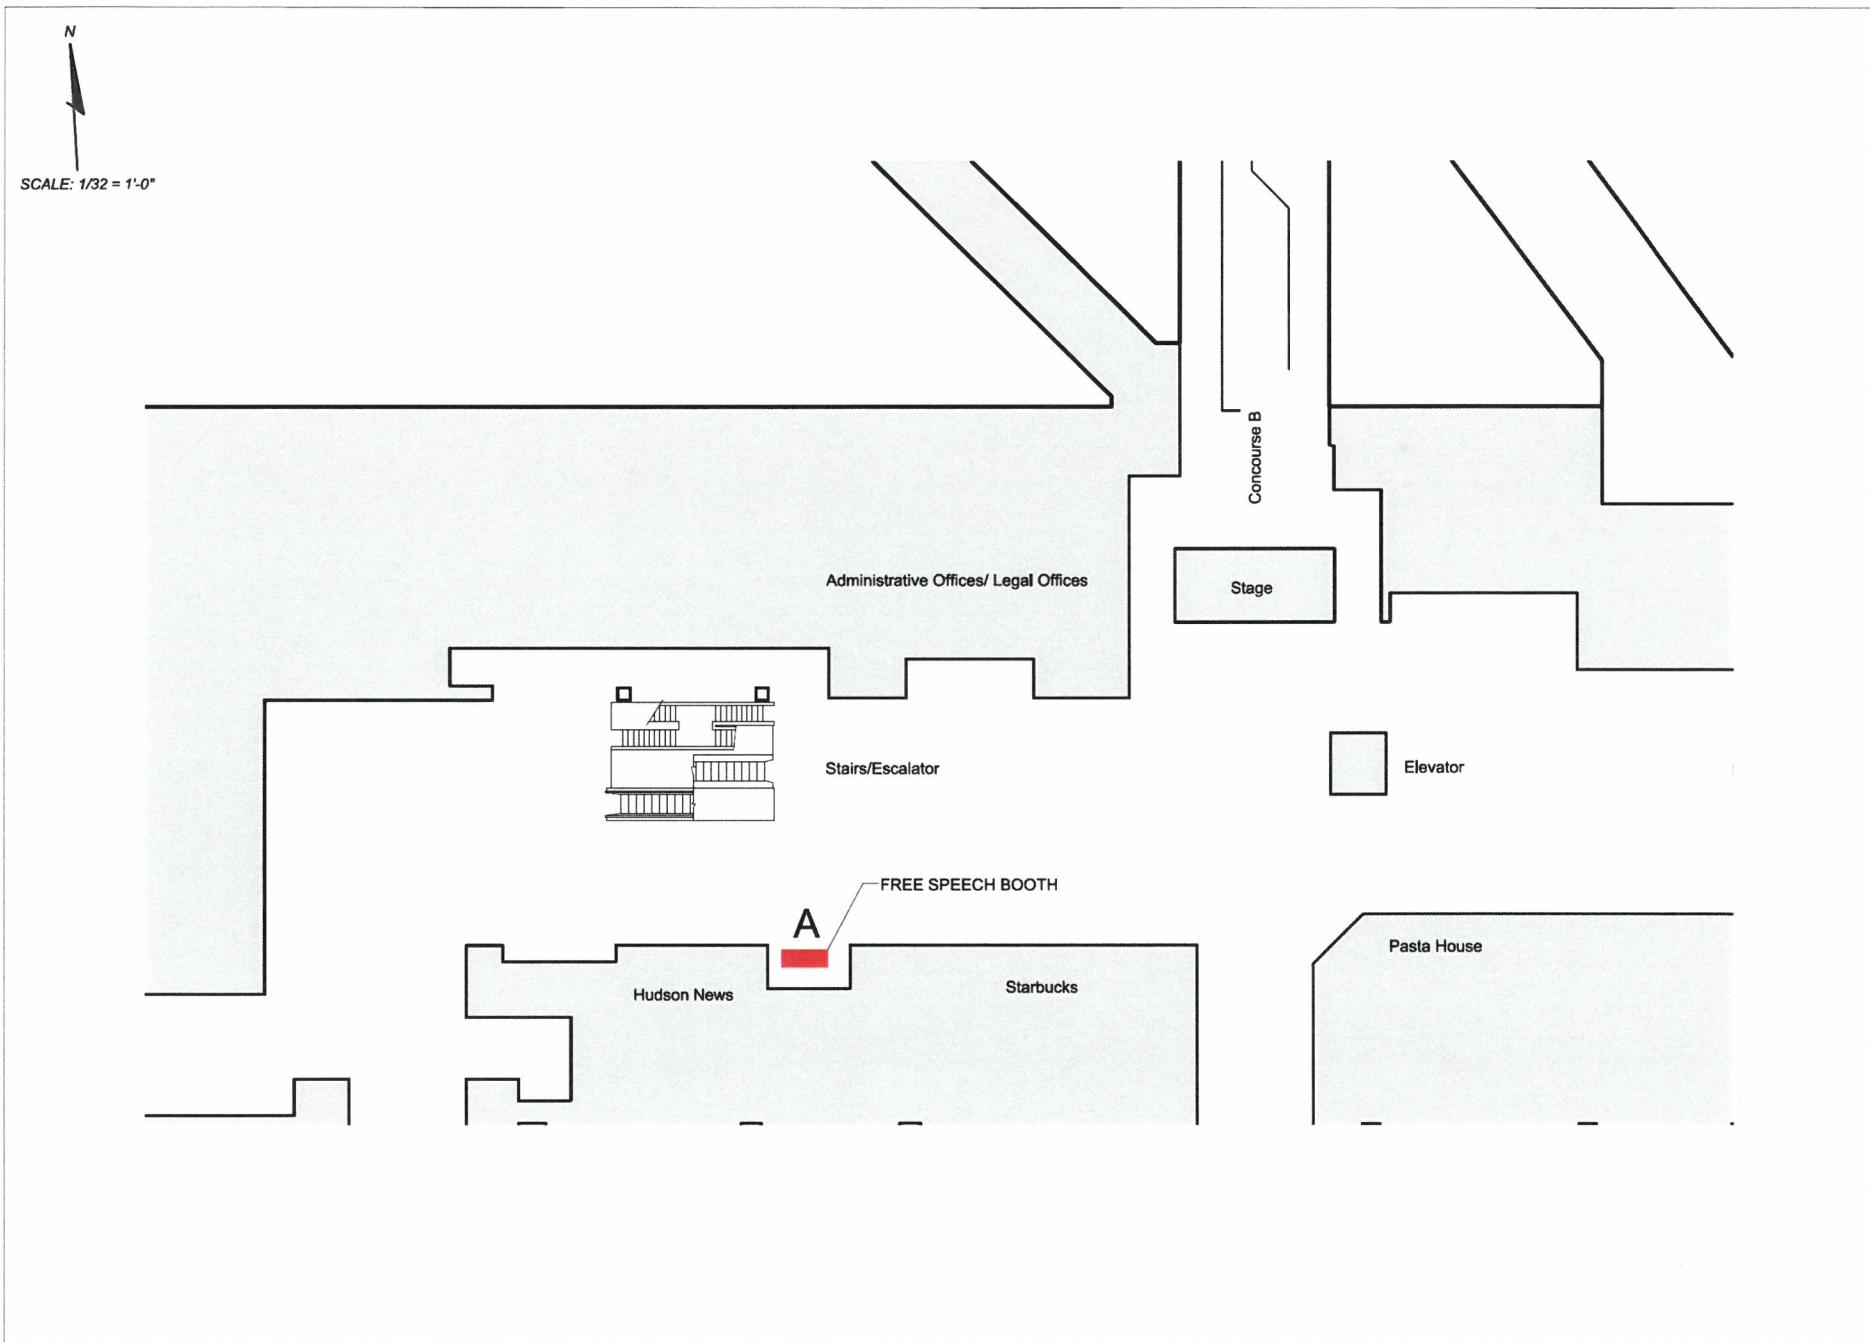 N
SCALE: 1/32 = 1'-0"
Concourse B
Administrative Offices/ Legal Offices
Stage
Stairs/Escalator
Elevator
FREE SPEECH BOOTH
A
Pasta House
Hudson News
Starbucks